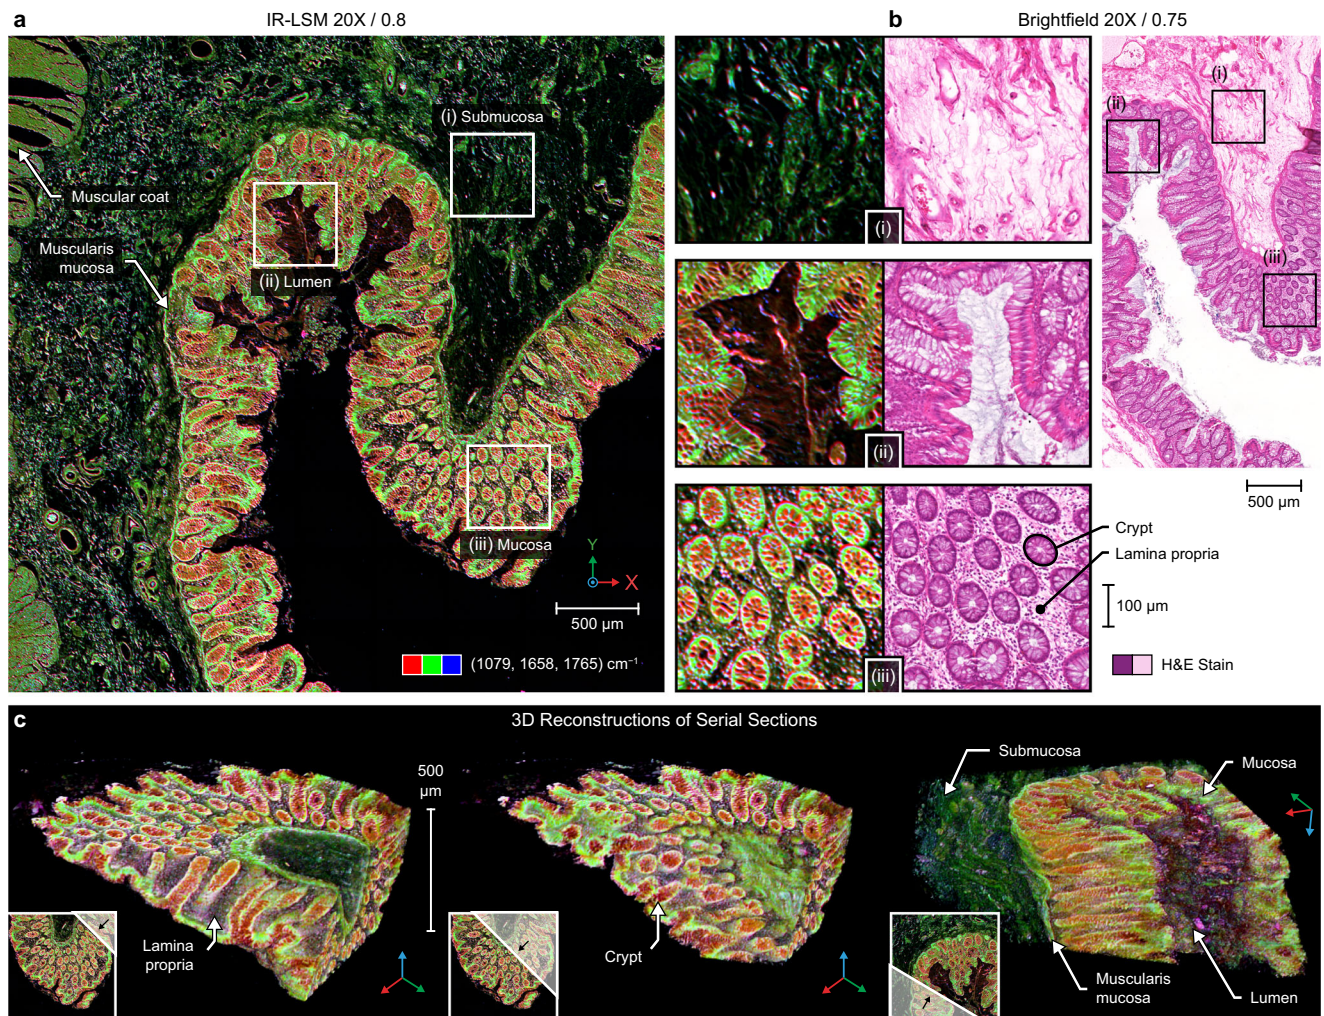 a
IR-LSM 20X / 0.8
b
Brightfield 20X / 0.75
(i) Submucosa
Muscular coat
Muscularis
mucosa
(ii) Lumen
(iii) Mucosa
Y
X
500 µm
(1079, 1658, 1765) cm⁻¹
(i)
(ii)
(iii)
(i)
(ii)
(iii)
500 µm
Crypt
Lamina propria
100 µm
H&E Stain
c
3D Reconstructions of Serial Sections
500
µm
Lamina
propria
Crypt
Submucosa
Mucosa
Muscularis
mucosa
Lumen